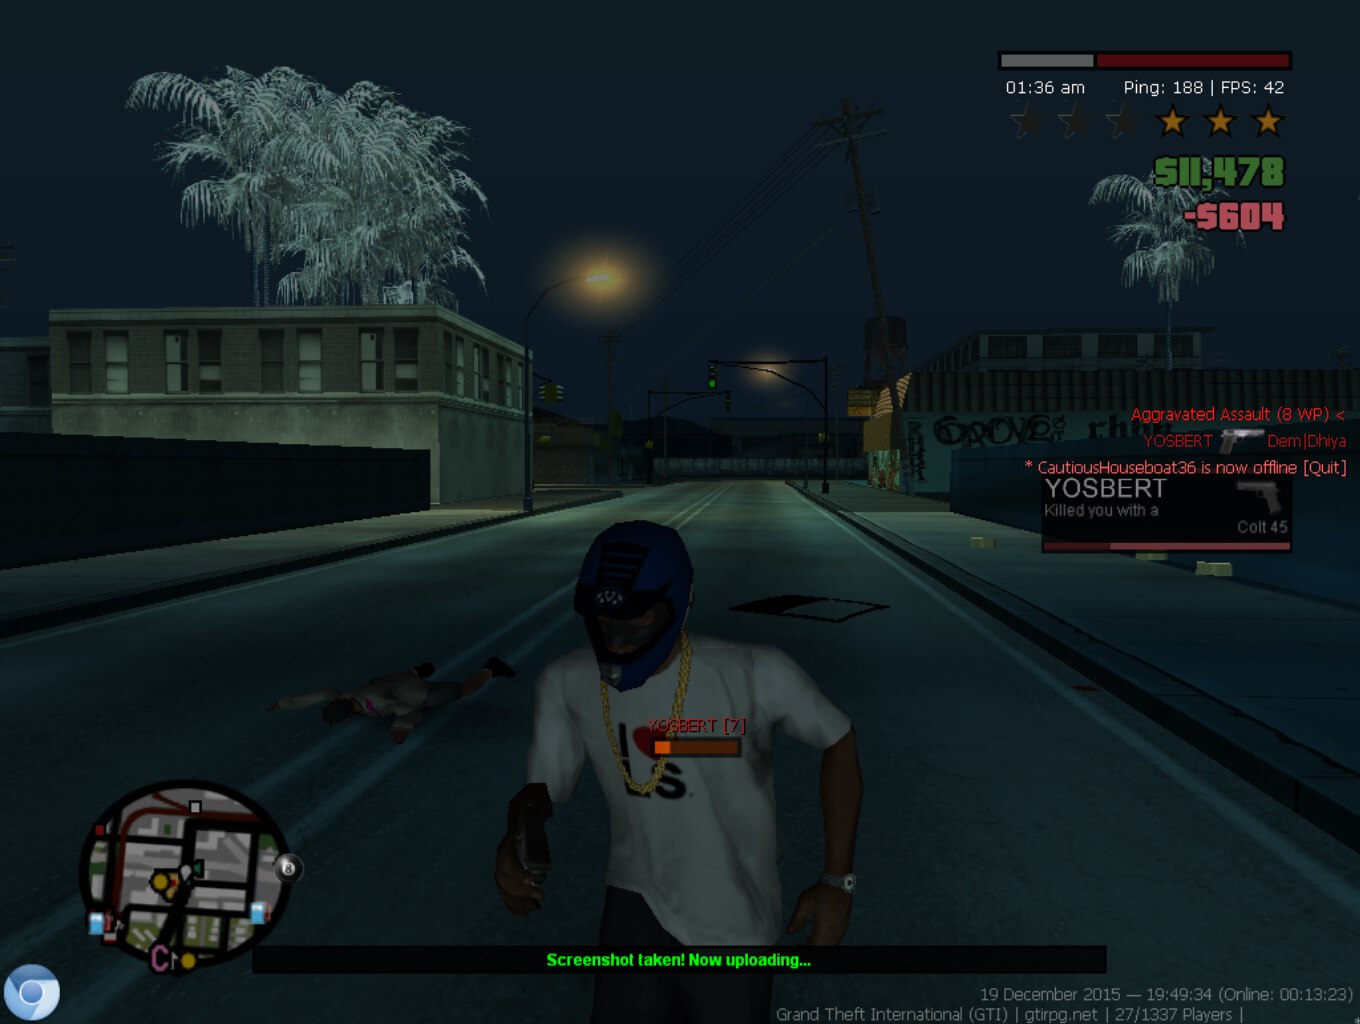 01:36 am Ping: 188 | FPS: 42
$11,478
-$604
Aggravated Assault (8 WP) <
YOSBERT Dem|Dhiya
* CautiousHouseboat36 is now offline [Quit]
YOSBERT
Killed you with a
Colt 45
YOSBERT [7]
I
LS.
8
C
Screenshot taken! Now uploading...
19 December 2015 — 19:49:34 (Online: 00:13:23)
Grand Theft International (GTI) | gtirpg.net | 27/1337 Players |